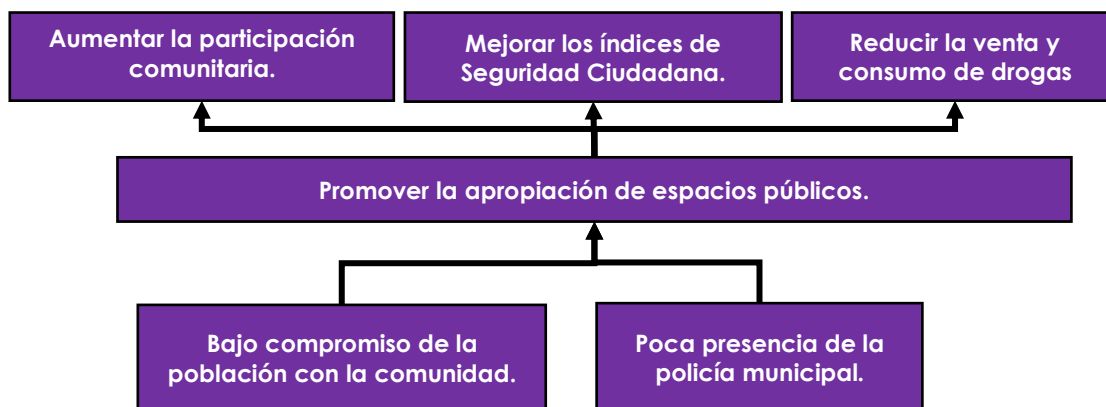 Aumentar la participación
comunitaria.
Mejorar los índices de
Seguridad Ciudadana.
Reducir la venta y
consumo de drogas
Promover la apropiación de espacios públicos.
Bajo compromiso de la
población con la comunidad.
Poca presencia de la
policía municipal.